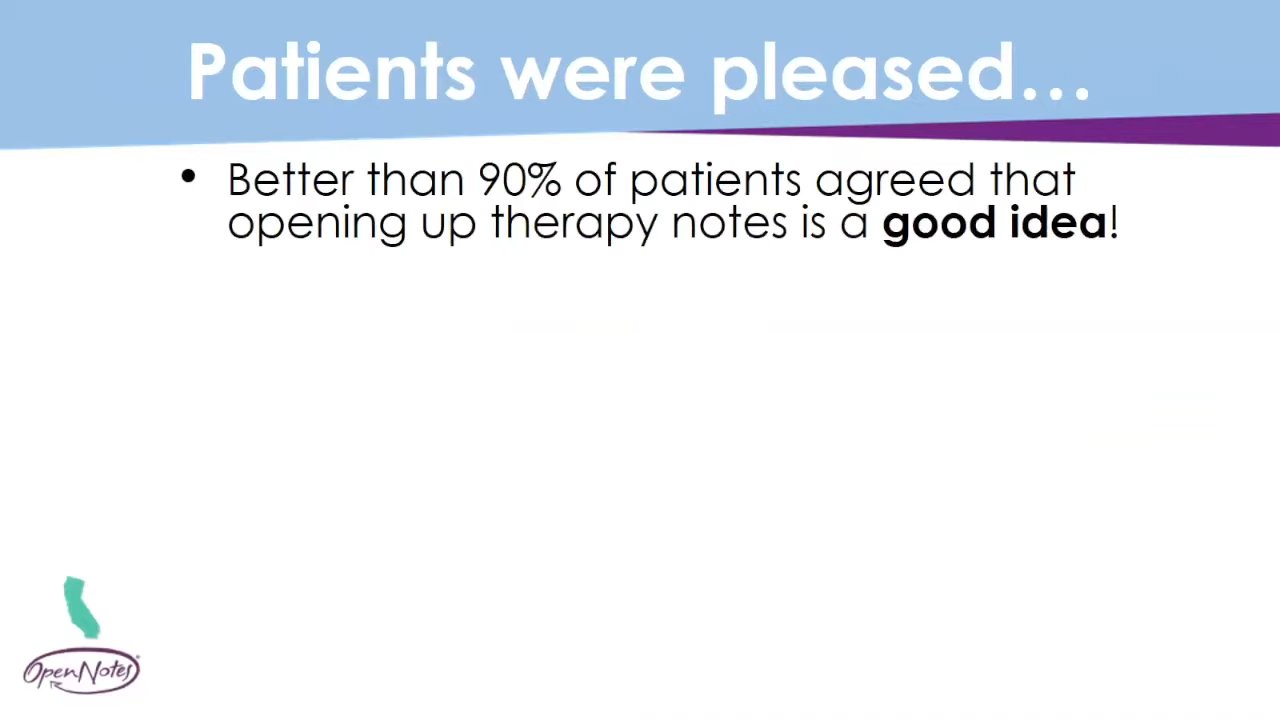 Patients were pleased...
• Better than 90% of patients agreed that
opening up therapy notes is a good idea!
OpenNotes